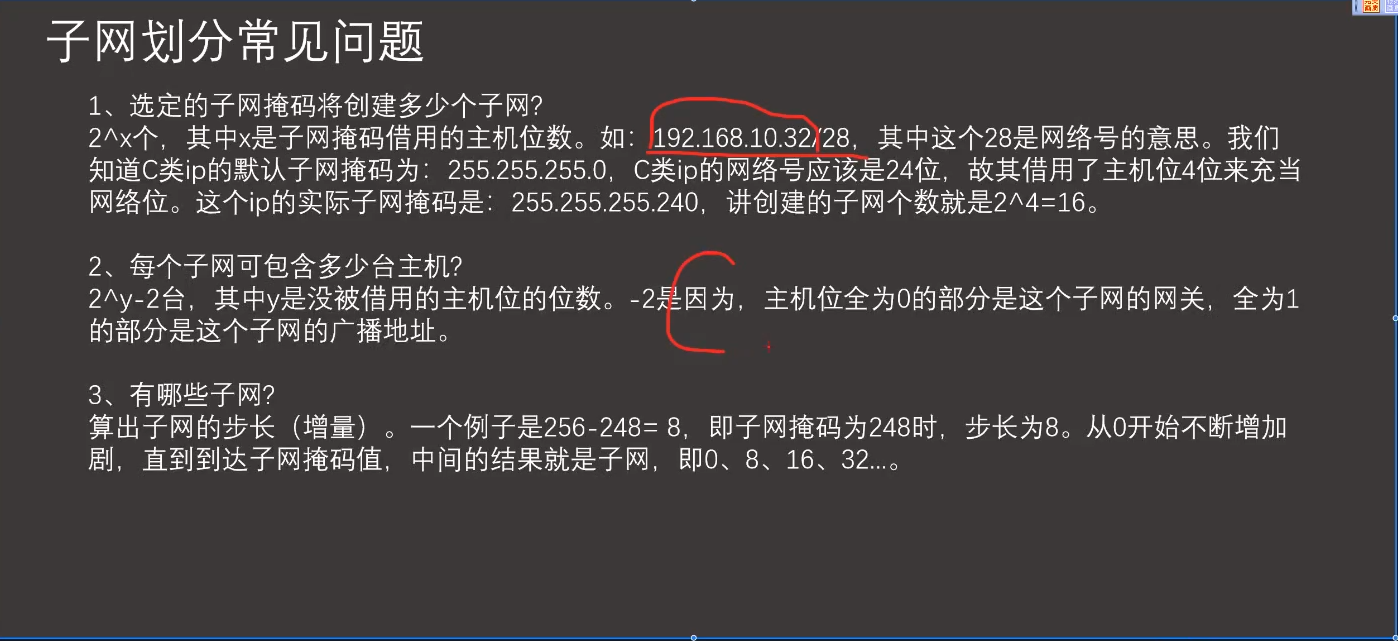 子网划分常见问题
1、选定的子网掩码将创建多少个子网?
2^x个，其中x是子网掩码借用的主机位数。如：192.168.10.32/28，其中这个28是网络号的意思。我们
知道C类ip的默认子网掩码为：255.255.255.0，C类ip的网络号应该是24位，故其借用了主机位4位来充当
网络位。这个ip的实际子网掩码是：255.255.255.240，讲创建的子网个数就是2^4=16。
2、每个子网可包含多少台主机?
2^y-2台，其中y是没被借用的主机位的位数。-2是因为，主机位全为0的部分是这个子网的网关，全为1
的部分是这个子网的广播地址。
3、有哪些子网?
算出子网的步长（增量）。一个例子是256-248= 8，即子网掩码为248时，步长为8。从0开始不断增加
剧，直到到达子网掩码值，中间的结果就是子网，即0、8、16、32...。